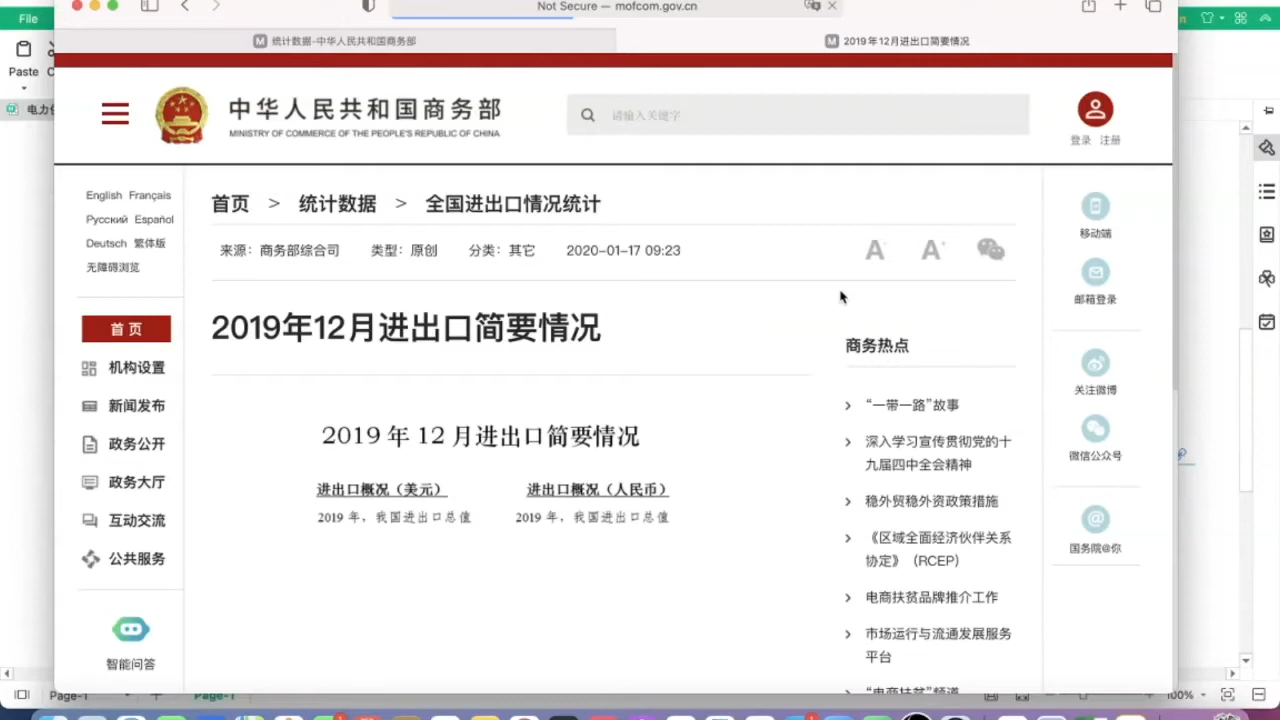 File
Not Secure — mofcom.gov.cn
M 统计数据-中华人民共和国商务部
M 2019年12月进出口简要情况
Paste
中华人民共和国商务部
MINISTRY OF COMMERCE OF THE PEOPLE'S REPUBLIC OF CHINA
请输入关键字
登录 注册
English Français
Русский Español
Deutsch 繁体版
无障碍浏览
首页 > 统计数据 > 全国进出口情况统计
来源：商务部综合司 类型：原创 分类：其它 2020-01-17 09:23
A- A+
首 页
机构设置
新闻发布
政务公开
政务大厅
互动交流
公共服务
智能问答
2019年12月进出口简要情况
2019 年 12 月进出口简要情况
进出口概况（美元） 进出口概况（人民币）
2019 年，我国进出口总值 2019 年，我国进出口总值
商务热点
“一带一路”故事
深入学习宣传贯彻党的十
九届四中全会精神
稳外贸稳外资政策措施
《区域全面经济伙伴关系
协定》（RCEP)
电商扶贫品牌推介工作
市场运行与流通发展服务
平台
“电商扶贫”频道
移动端
邮箱登录
关注微博
微信公众号
国务院@你
Page-1
Page-1
100%